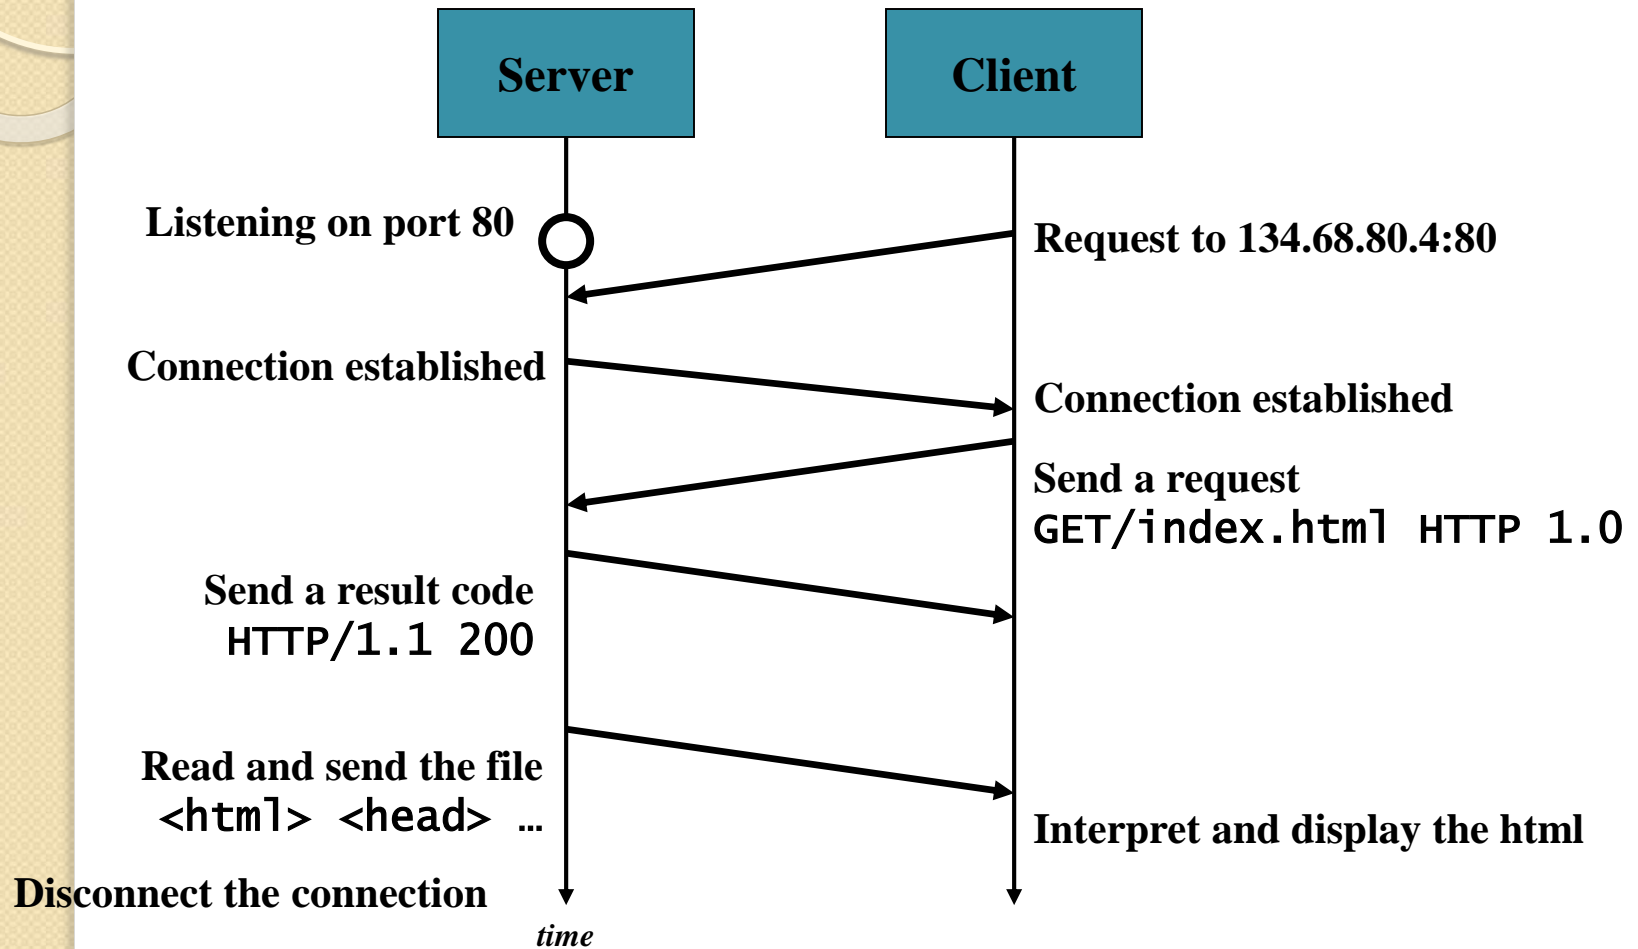 Server
Client
Listening on port 80
Request to 134.68.80.4:80
Connection established
Connection established
Send a request
GET/index.html HTTP 1.0
Send a result code
HTTP/1.1 200
Read and send the file
<html> <head> …
Interpret and display the html
Disconnect the connection
time